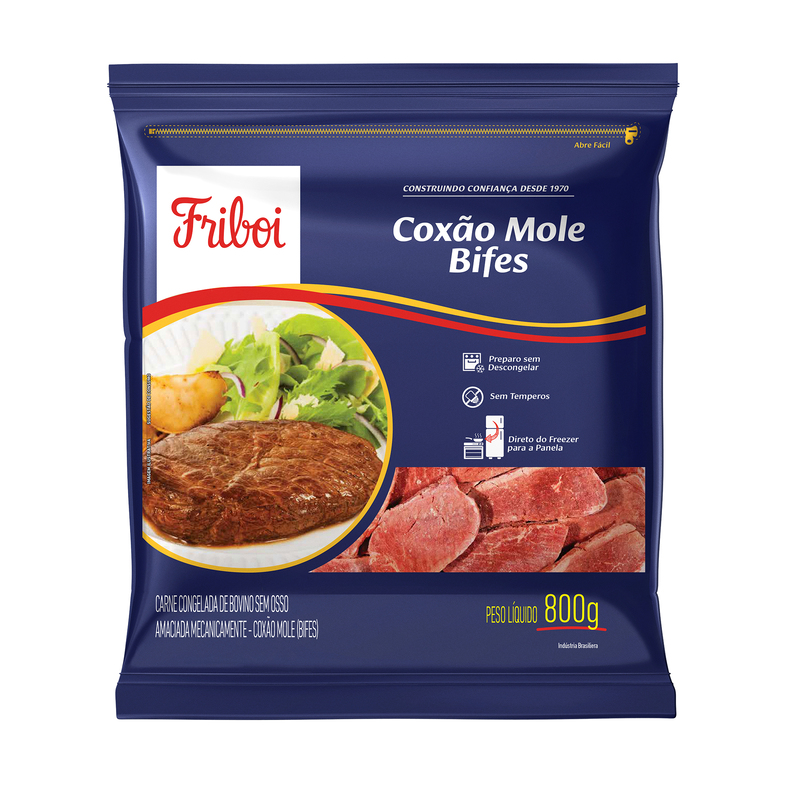 Abre Fácil
Friboi
CONSTRUINDO CONFIANÇA DESDE 1970
Coxão Mole
Bifes
Preparo sem
Descongelar
Sem Temperos
Direto do Freezer
para a Panela
CARNE CONGELADA DE BOVINO SEM OSSO
AMACIADA MECANICAMENTE - COXÃO MOLE (BIFES)
PESO LÍQUIDO 800g
Indústria Brasileira